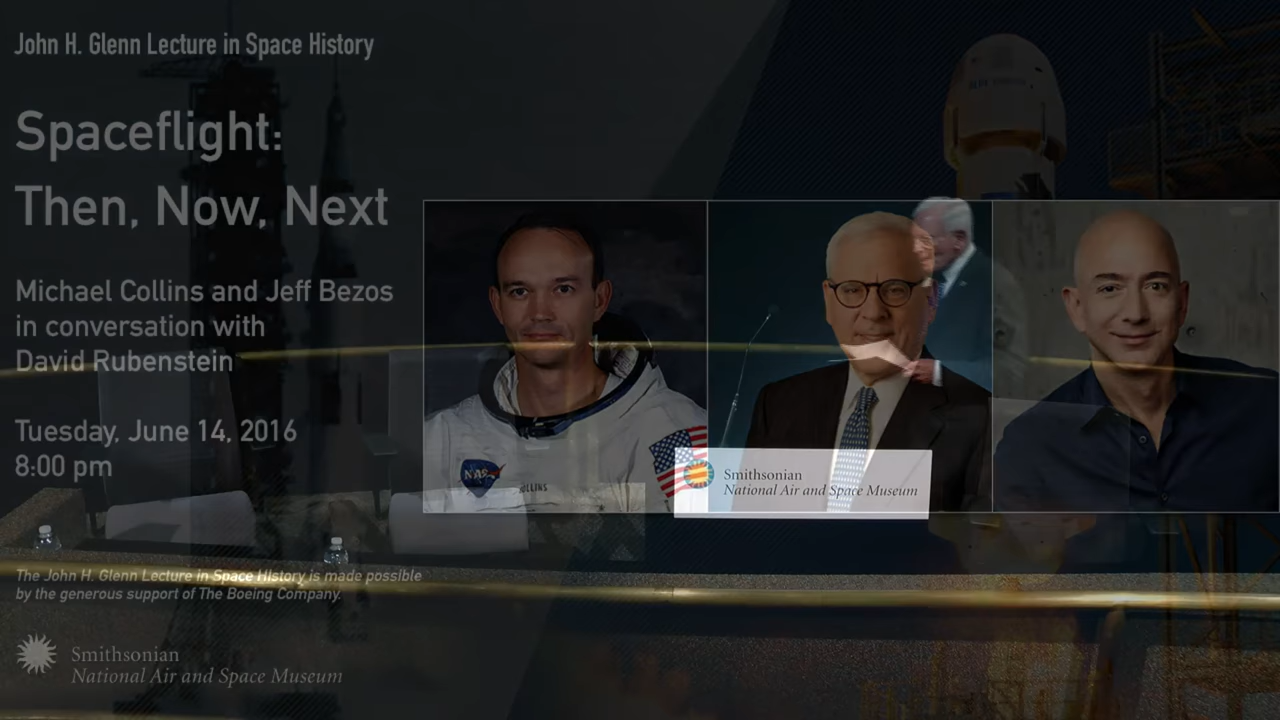 John H. Glenn Lecture in Space History
Spaceflight:
Then, Now, Next
Michael Collins and Jeff Bezos
in conversation with
David Rubenstein
Tuesday, June 14, 2016
8:00 pm
The John H. Glenn Lecture in Space History is made possible
by the generous support of The Boeing Company.
Smithsonian
National Air and Space Museum
NASA
COLLINS
Smithsonian
National Air and Space Museum